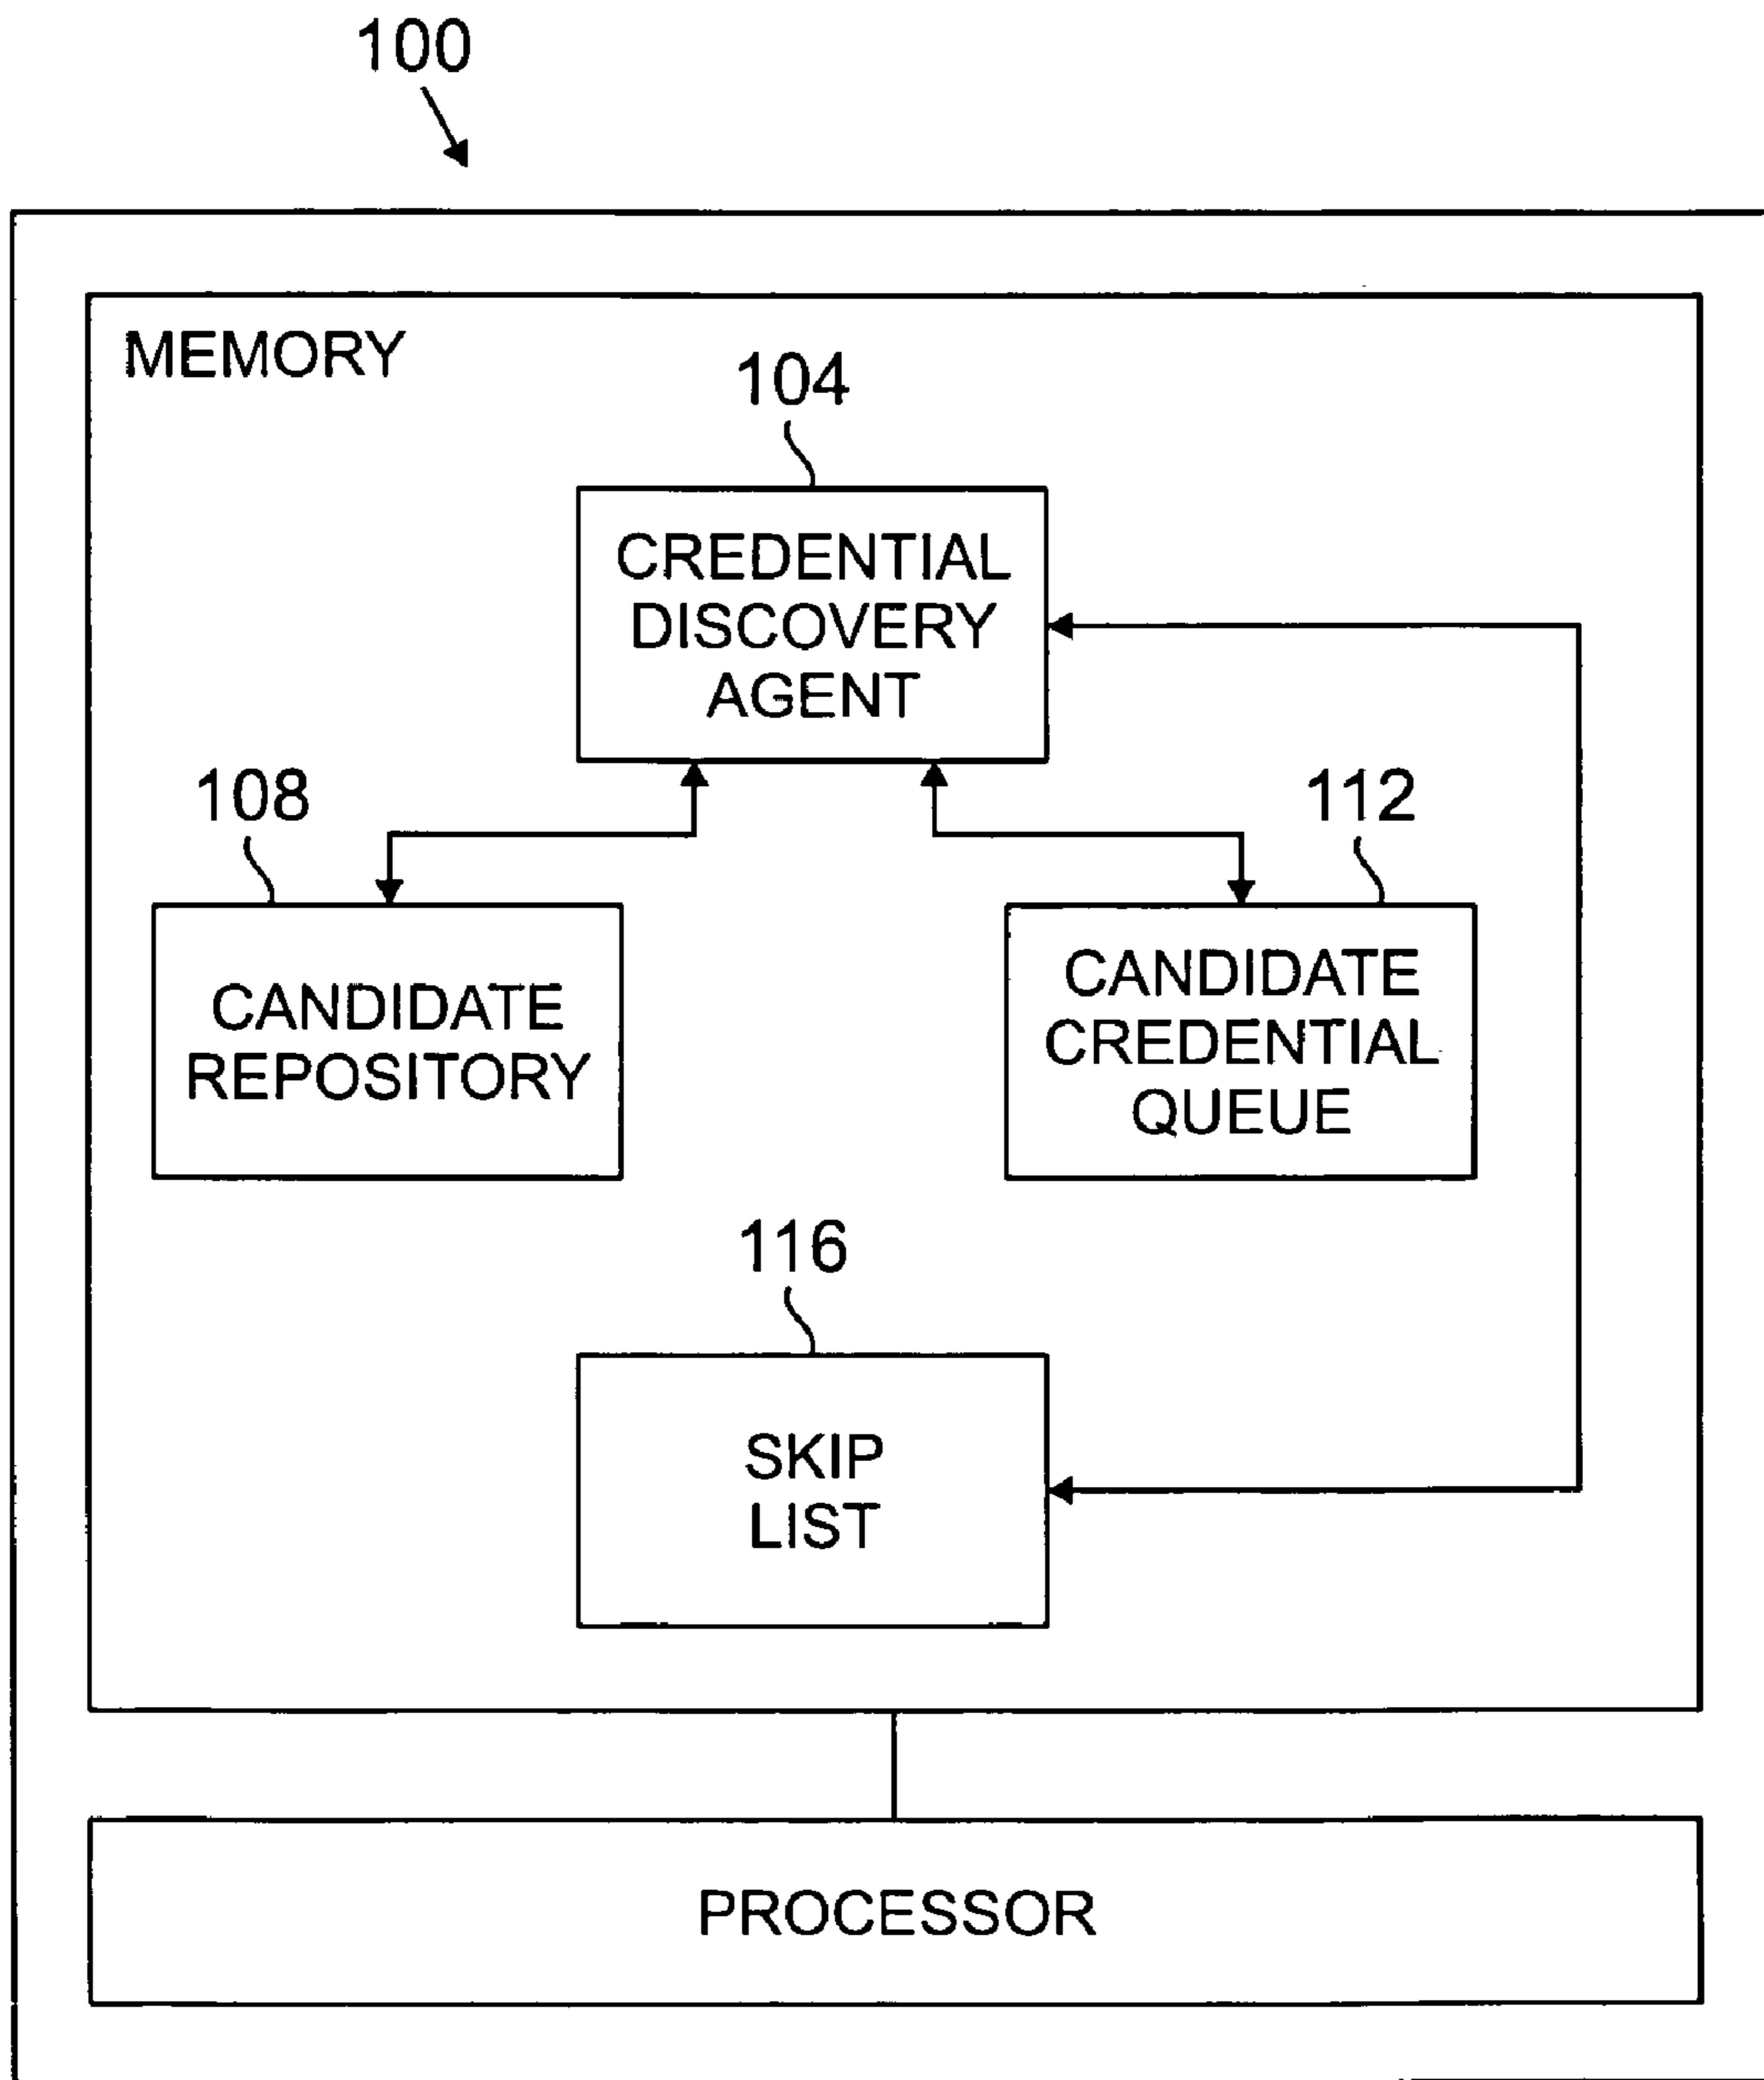 100
MEMORY
104
CREDENTIAL
DISCOVERY
AGENT
108
112
CANDIDATE
REPOSITORY
CANDIDATE
CREDENTIAL
QUEUE
116
SKIP
LIST
PROCESSOR